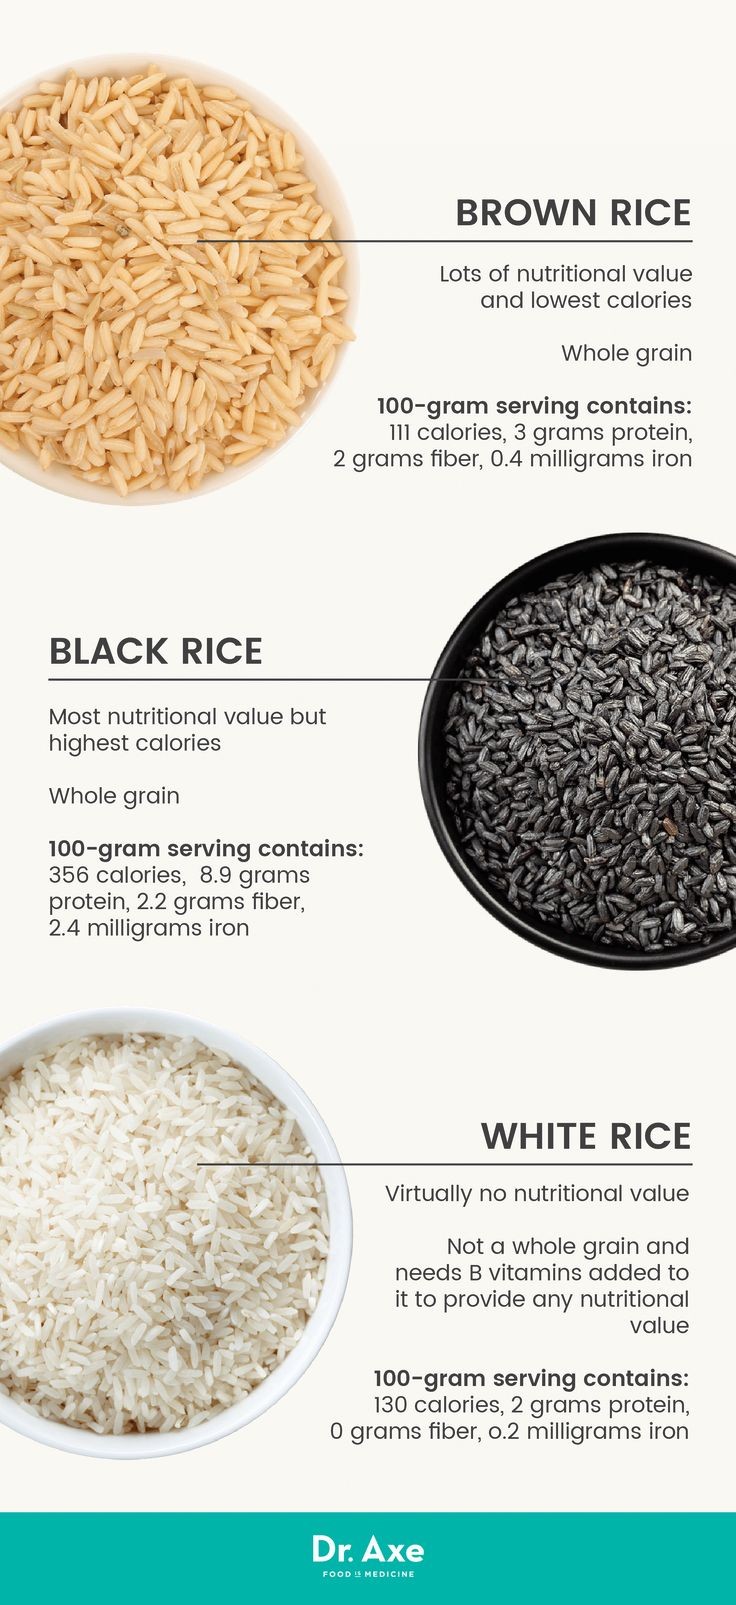 BROWN RICE
Lots of nutritional value
and lowest calories
Whole grain
100-gram serving contains:
111 calories, 3 grams protein,
2 grams fiber, 0.4 milligrams iron
BLACK RICE
Most nutritional value but
highest calories
Whole grain
100-gram serving contains:
356 calories,  8.9 grams
protein, 2.2 grams fiber,
2.4 milligrams iron
WHITE RICE
Virtually no nutritional value
Not a whole grain and
needs B vitamins added to
it to provide any nutritional
value
100-gram serving contains:
130 calories, 2 grams protein,
0 grams fiber, o.2 milligrams iron
Dr. Axe
FOOD IS MEDICINE